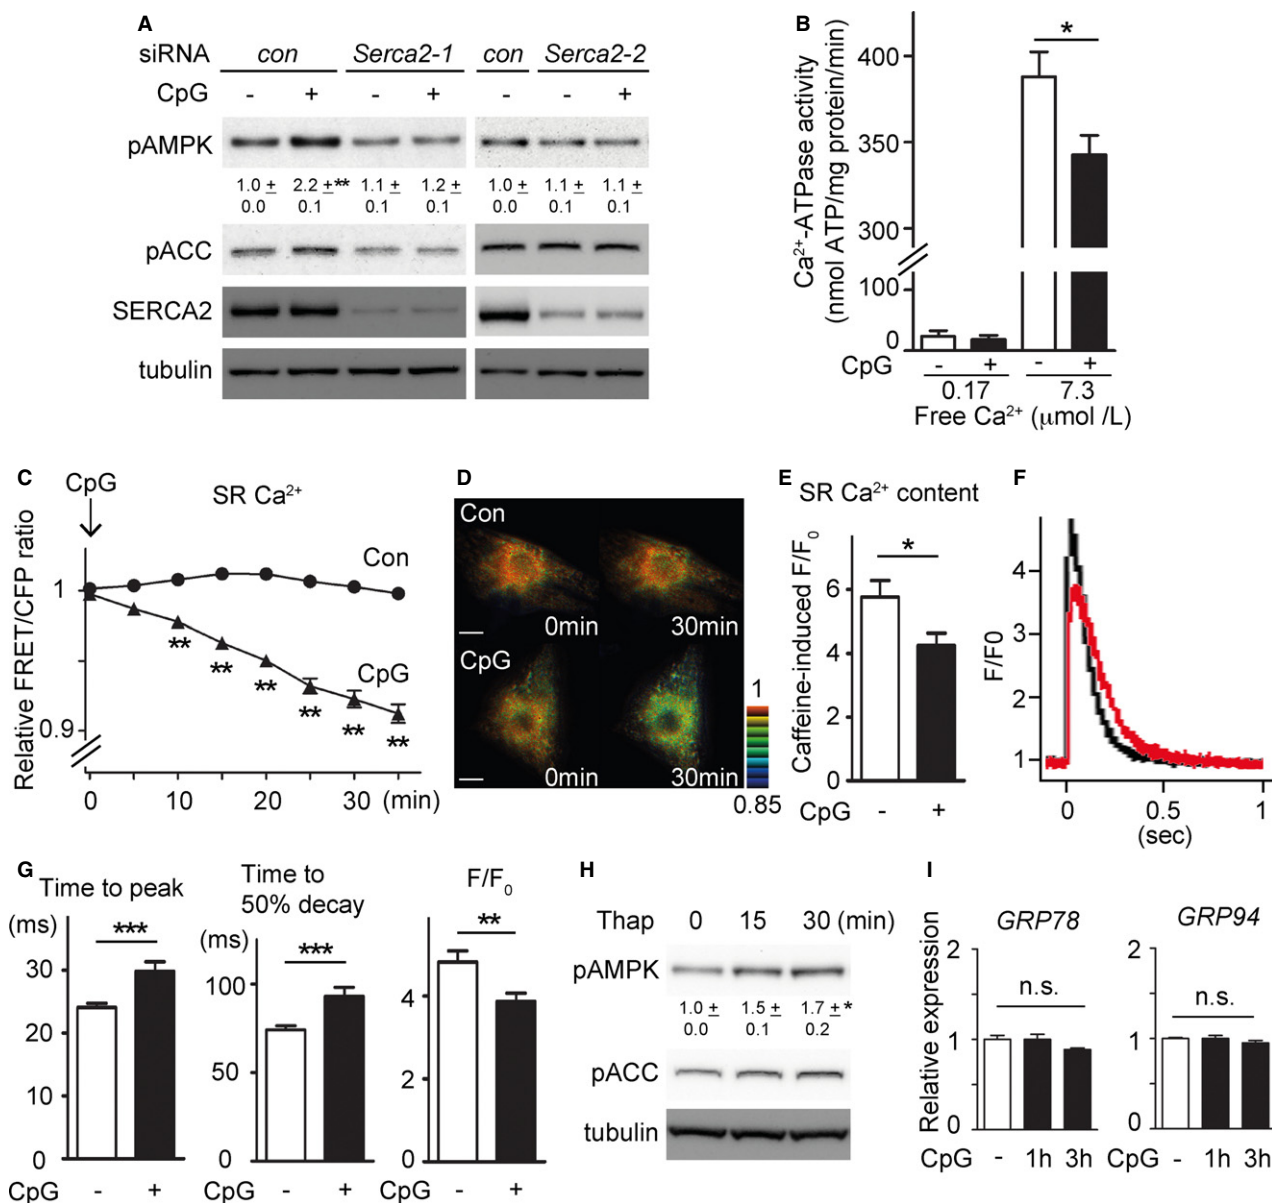 A
siRNA con Serca2-1 con Serca2-2
CpG - + - + - - +
pAMPK
1.0 ± 2.2 ±** 1.1 ± 1.2 ± 1.0 ± 1.1 ± 1.1 ±
0.0 0.1 0.1 0.1 0.0 0.1 0.1
pACC
SERCA2
tubulin
B
Ca²⁺-ATPase activity
(nmol ATP/mg protein/min)
*
400
350
300
100
0
CpG - + - +
0.17 7.3
Free Ca²⁺ (μmol /L)
C
CpG
SR Ca²⁺
Relative FRET/CFP ratio
1
0.9
Con
CpG
** ** ** ** ** ** **
0 10 20 30 (min)
D
Con
0min 30min
CpG
0min 30min
1
0.85
E
SR Ca²⁺ content
Caffeine-induced F/F₀
*
6
4
2
0
CpG - +
F
F/F0
4
3
2
1
0 0.5 1
(sec)
G
Time to peak
(ms)
***
30
20
10
0
CpG - +
Time to
50% decay
(ms)
***
100
50
0
CpG - +
F/F₀
**
4
2
0
CpG - +
H
Thap 0 15 30 (min)
pAMPK
1.0 ± 1.5 ± 1.7 ±*
0.0 0.1 0.2
pACC
tubulin
I
Relative expression
GRP78
2
n.s.
1
0
CpG - 1h 3h
GRP94
2
n.s.
1
0
CpG - 1h 3h